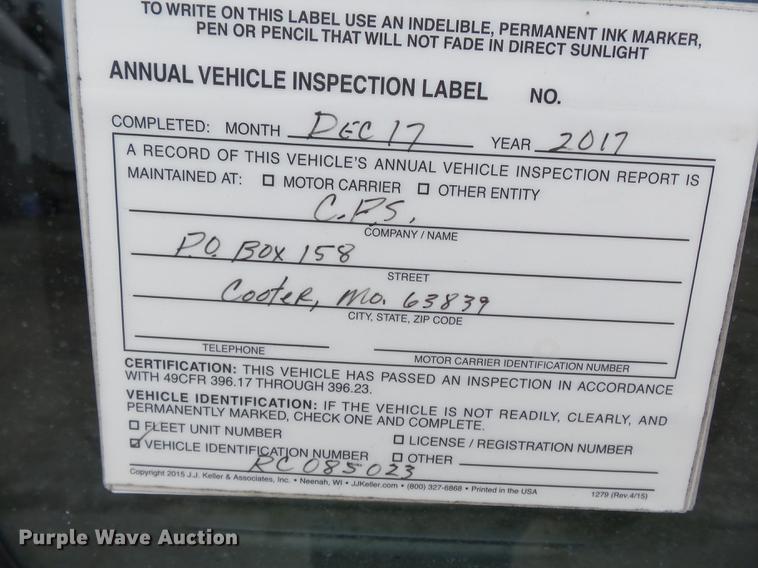 TO WRITE ON THIS LABEL USE AN INDELIBLE, PERMANENT INK MARKER,
PEN OR PENCIL THAT WILL NOT FADE IN DIRECT SUNLIGHT
ANNUAL VEHICLE INSPECTION LABEL NO.
COMPLETED: MONTH DEC 17 YEAR 2017
A RECORD OF THIS VEHICLE'S ANNUAL VEHICLE INSPECTION REPORT IS
MAINTAINED AT: ☐ MOTOR CARRIER ☐ OTHER ENTITY
C.P.S.
COMPANY / NAME
P.O. BOX 158
STREET
Cooter, Mo. 63839
CITY, STATE, ZIP CODE
TELEPHONE MOTOR CARRIER IDENTIFICATION NUMBER
CERTIFICATION: THIS VEHICLE HAS PASSED AN INSPECTION IN ACCORDANCE
WITH 49CFR 396.17 THROUGH 396.23.
VEHICLE IDENTIFICATION: IF THE VEHICLE IS NOT READILY, CLEARLY, AND
PERMANENTLY MARKED, CHECK ONE AND COMPLETE.
☐ FLEET UNIT NUMBER ☐ LICENSE / REGISTRATION NUMBER
☑ VEHICLE IDENTIFICATION NUMBER ☐ OTHER
RC085023
Copyright 2015 J.J. Keller & Associates, Inc. • Neenah, WI • JJKeller.com • (800) 327-6868 • Printed in the USA 1279 (Rev.4/15)
Purple Wave Auction